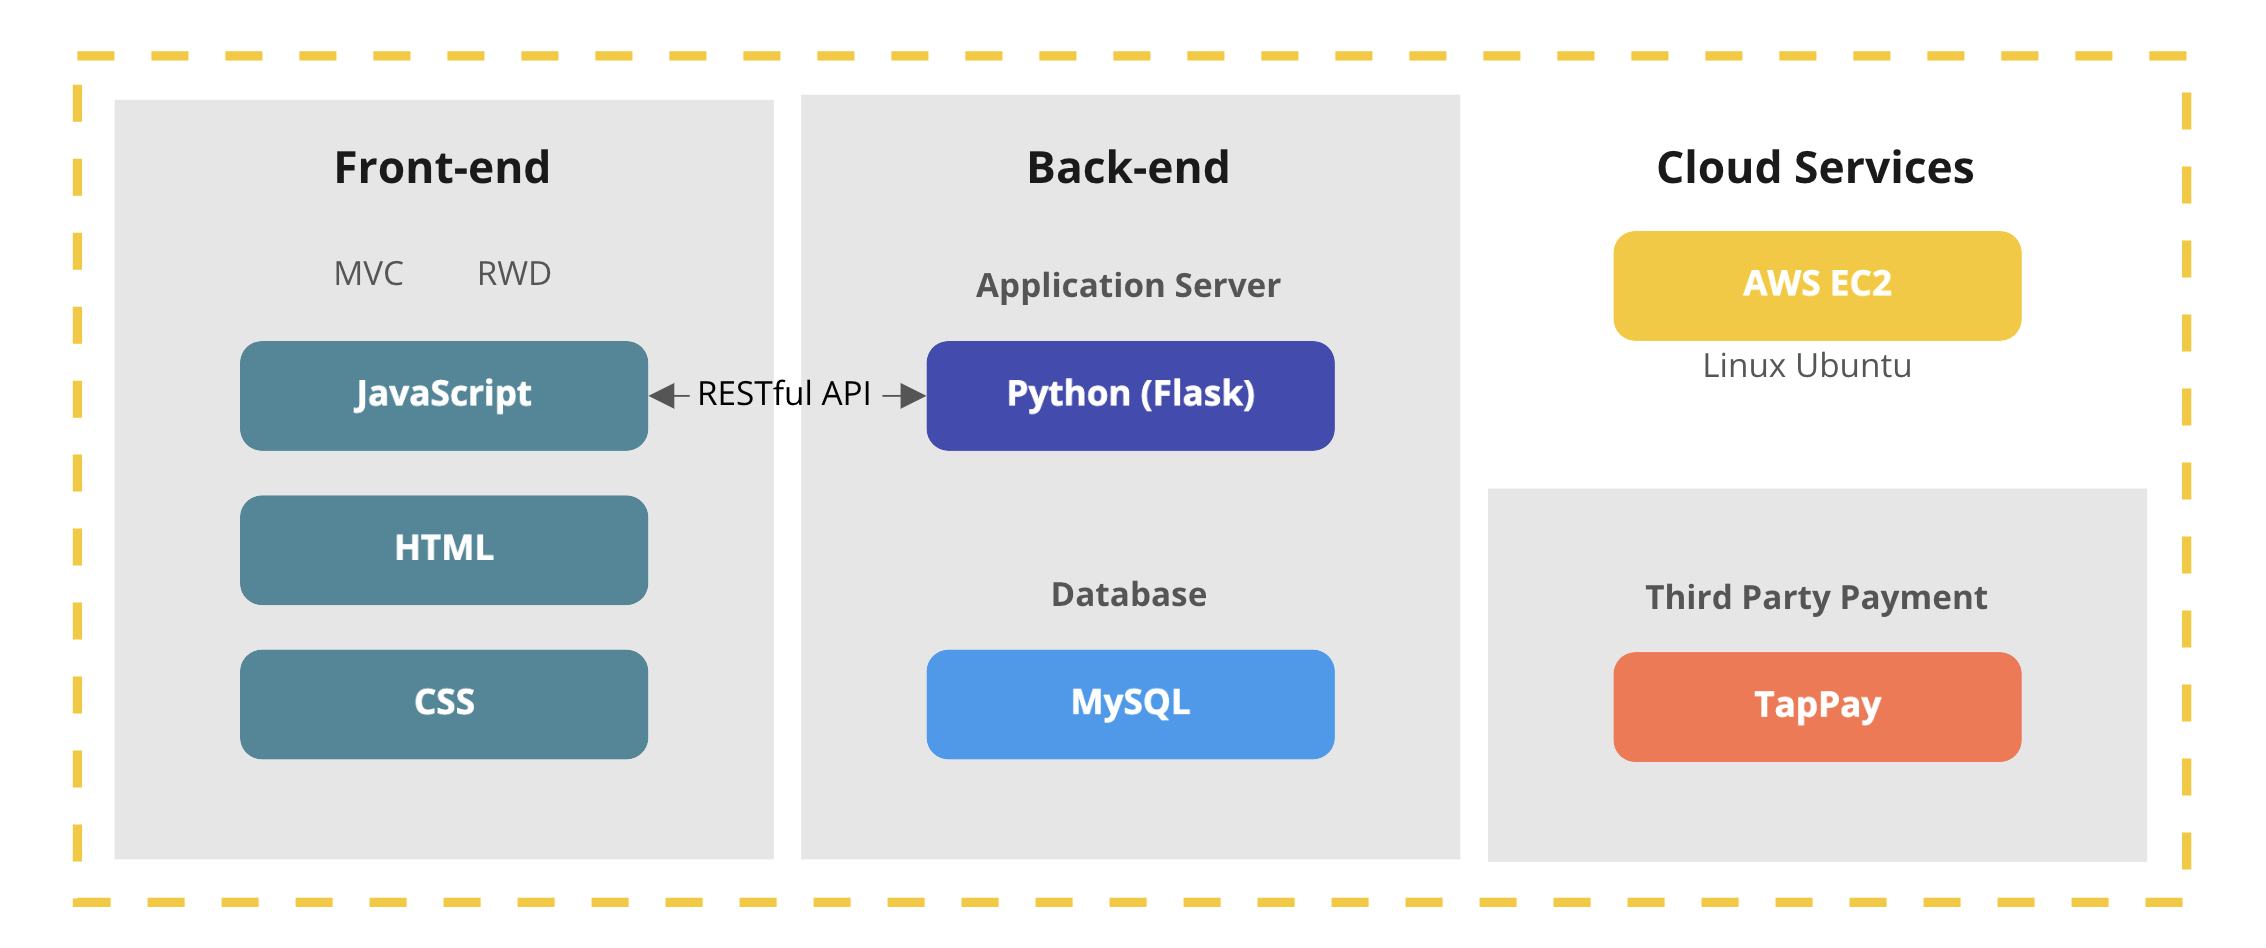 Front-end
MVC
RWD
JavaScript
RESTful API
HTML
CSS
Back-end
Application Server
Python (Flask)
Database
MySQL
Cloud Services
AWS EC2
Linux Ubuntu
Third Party Payment
TapPay